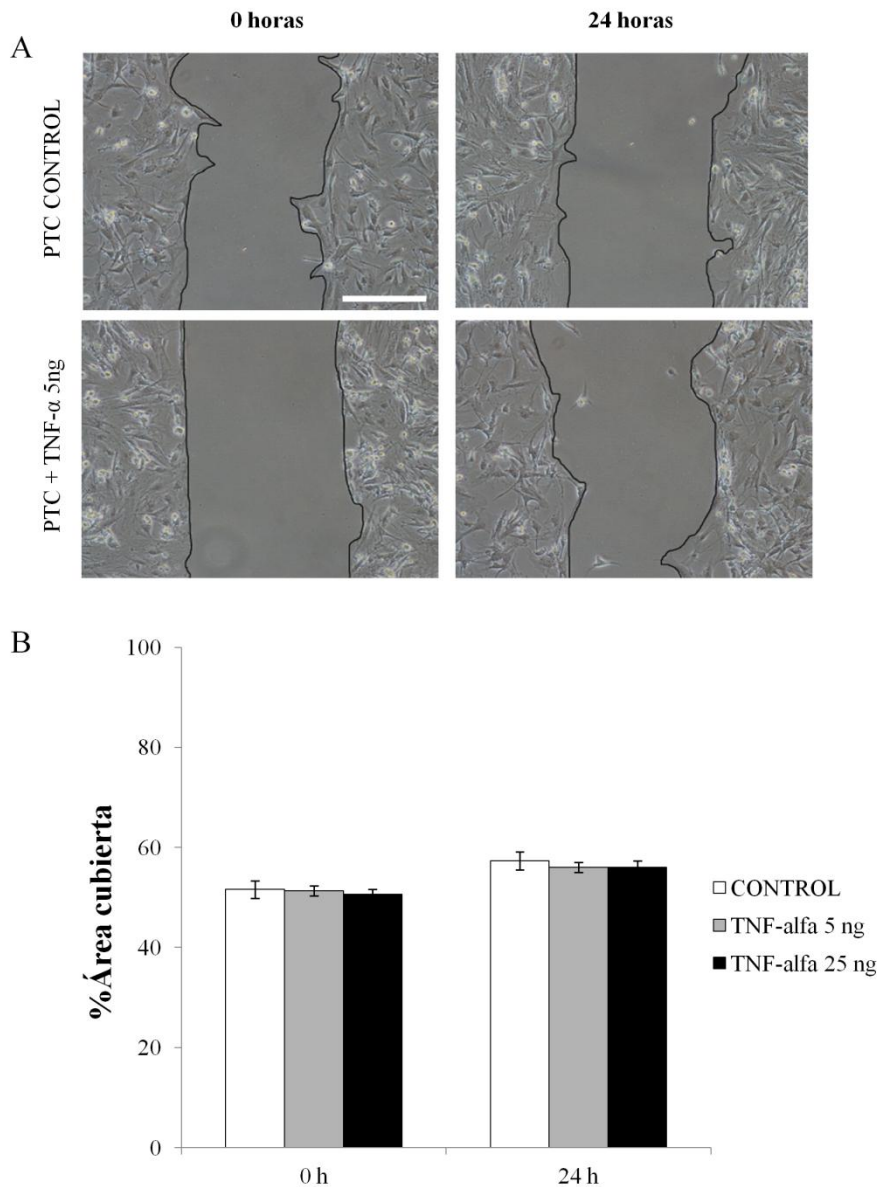 0 horas
24 horas
A
PTC CONTROL
PTC + TNF-α 5ng
B
%Área cubierta
100
80
60
40
20
0
0 h
24 h
CONTROL
TNF-alfa 5 ng
TNF-alfa 25 ng